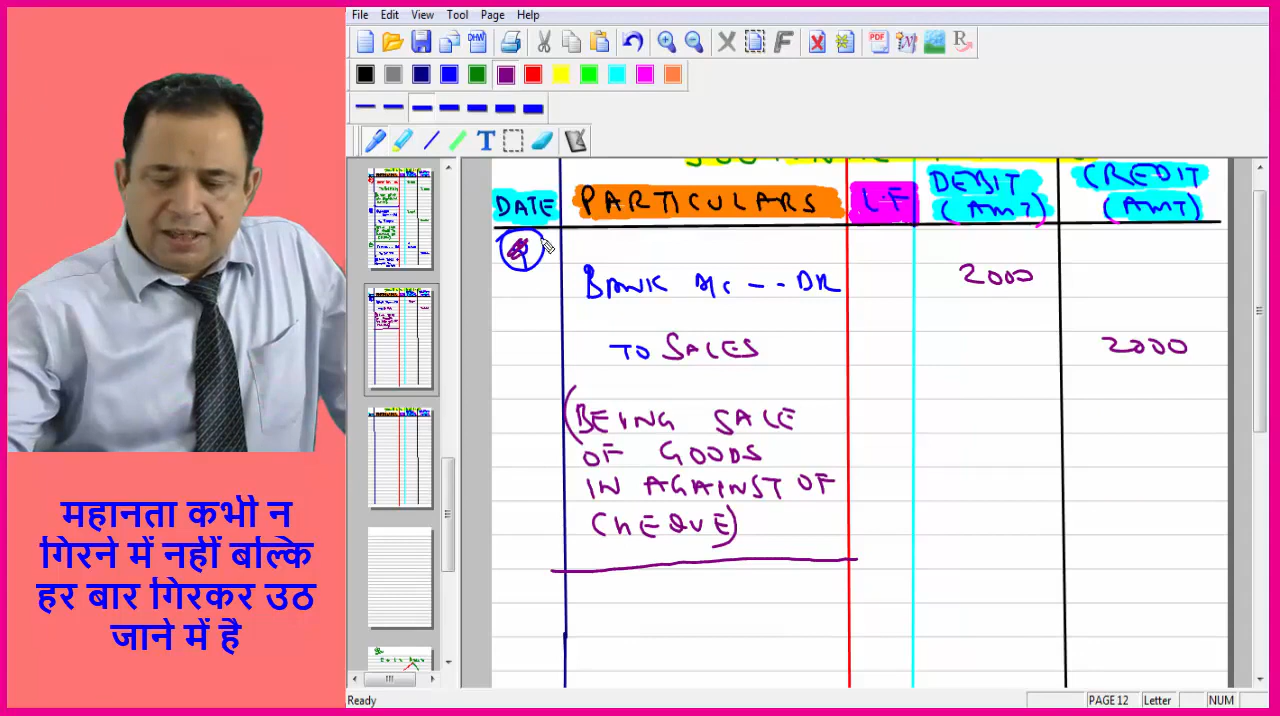 File Edit View Tool Page Help
DATE PARTICULARS L.F DEBIT (AMT) CREDIT (AMT)
BANK A/c --- DR 2000
TO SALES 2000
(BEING SALE
OF GOODS
IN AGAINST OF
CHEQUE)
महानता कभी न
गिरने में नहीं बल्कि
हर बार गिरकर उठ
जाने में है
Ready PAGE 12 Letter NUM